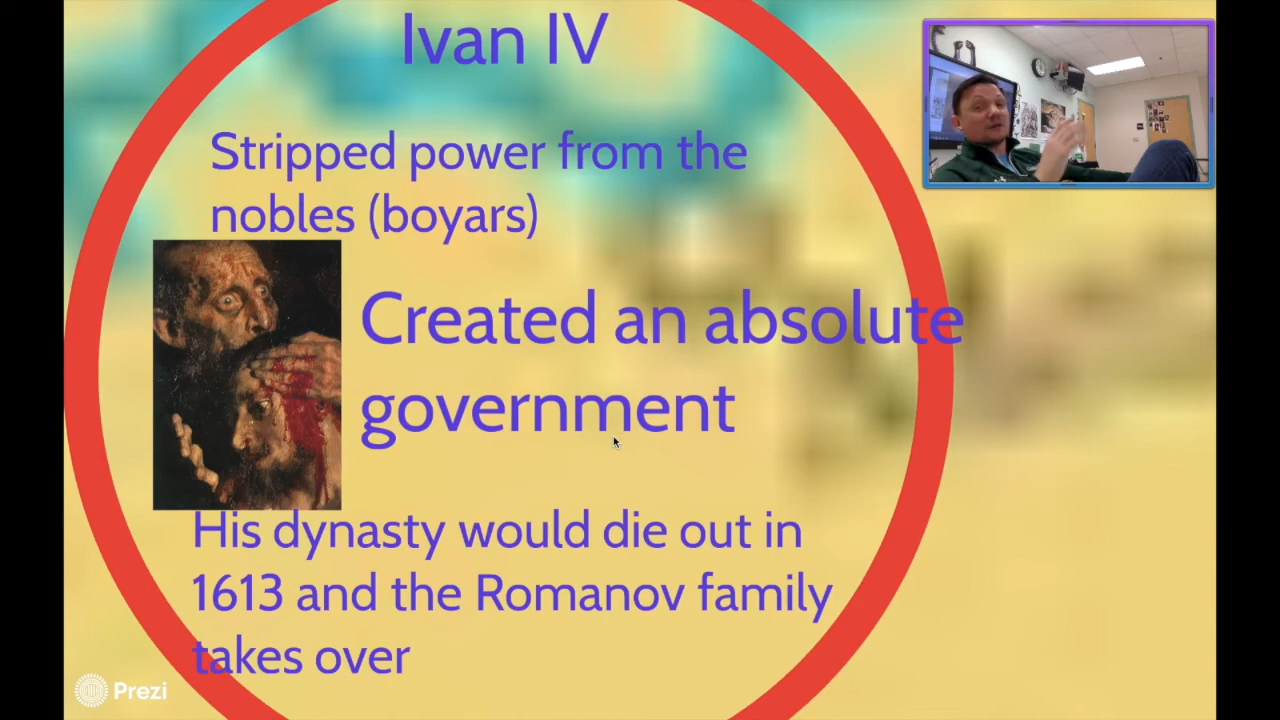 Ivan IV
Stripped power from the
nobles (boyars)
Created an absolute
government
His dynasty would die out in
1613 and the Romanov family
takes over
Prezi